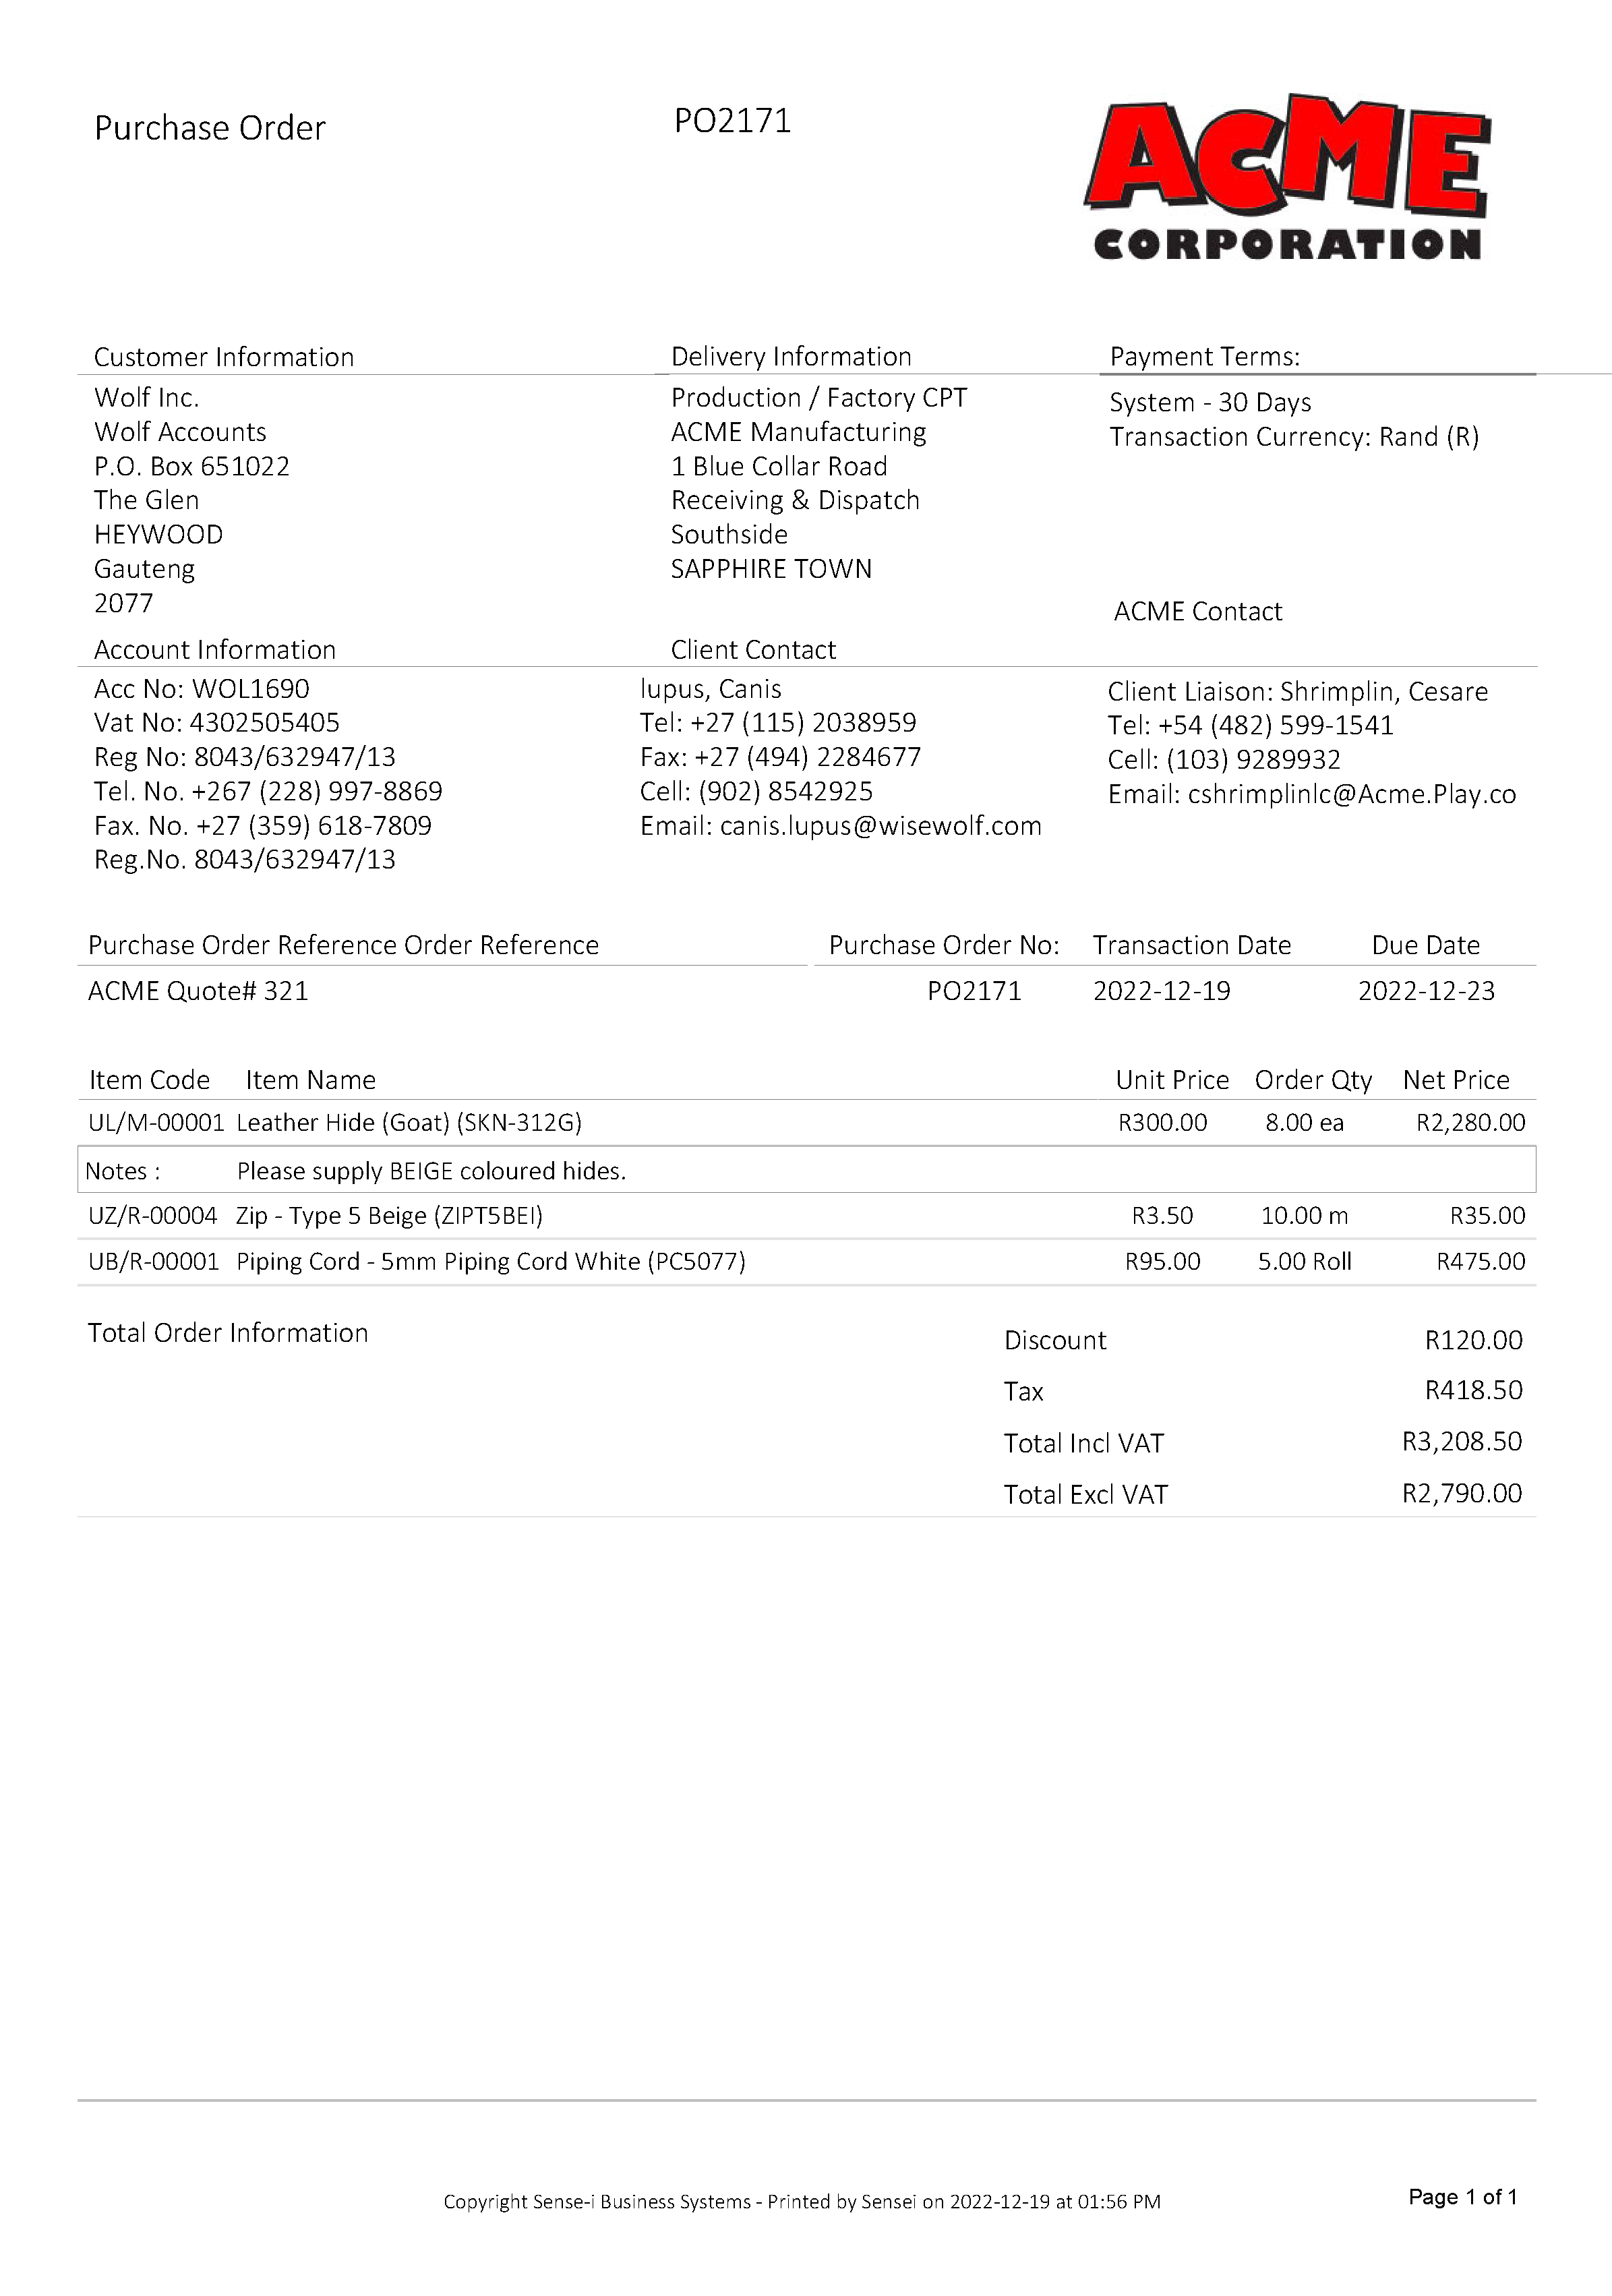 Purchase Order
PO2171
ACME
CORPORATION
Customer Information
Wolf Inc.
Wolf Accounts
P.O. Box 651022
The Glen
HEYWOOD
Gauteng
2077
Delivery Information
Production / Factory CPT
ACME Manufacturing
1 Blue Collar Road
Receiving & Dispatch
Southside
SAPPHIRE TOWN
Payment Terms:
System - 30 Days
Transaction Currency: Rand (R)
Account Information
Acc No: WOL1690
Vat No: 4302505405
Reg No: 8043/632947/13
Tel. No. +267 (228) 997-8869
Fax. No. +27 (359) 618-7809
Reg.No. 8043/632947/13
Client Contact
lupus, Canis
Tel: +27 (115) 2038959
Fax: +27 (494) 2284677
Cell: (902) 8542925
Email: canis.lupus@wisewolf.com
ACME Contact
Client Liaison: Shrimplin, Cesare
Tel: +54 (482) 599-1541
Cell: (103) 9289932
Email: cshrimplinlc@Acme.Play.co
Purchase Order Reference Order Reference Purchase Order No: Transaction Date Due Date
ACME Quote# 321 PO2171 2022-12-19 2022-12-23
Item Code Item Name Unit Price Order Qty Net Price
UL/M-00001 Leather Hide (Goat) (SKN-312G) R300.00 8.00 ea R2,280.00
Notes : Please supply BEIGE coloured hides.
UZ/R-00004 Zip - Type 5 Beige (ZIPT5BEI) R3.50 10.00 m R35.00
UB/R-00001 Piping Cord - 5mm Piping Cord White (PC5077) R95.00 5.00 Roll R475.00
Total Order Information
Discount R120.00
Tax R418.50
Total Incl VAT R3,208.50
Total Excl VAT R2,790.00
Copyright Sense-i Business Systems - Printed by Sensei on 2022-12-19 at 01:56 PM
Page 1 of 1